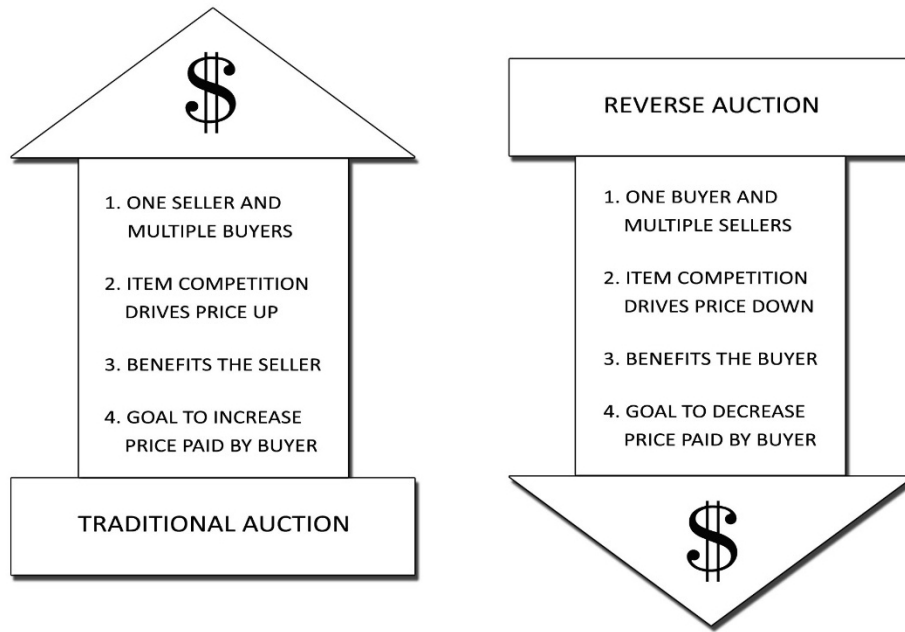 $
1. ONE SELLER AND
MULTIPLE BUYERS
2. ITEM COMPETITION
DRIVES PRICE UP
3. BENEFITS THE SELLER
4. GOAL TO INCREASE
PRICE PAID BY BUYER
TRADITIONAL AUCTION
REVERSE AUCTION
1. ONE BUYER AND
MULTIPLE SELLERS
2. ITEM COMPETITION
DRIVES PRICE DOWN
3. BENEFITS THE BUYER
4. GOAL TO DECREASE
PRICE PAID BY BUYER
$